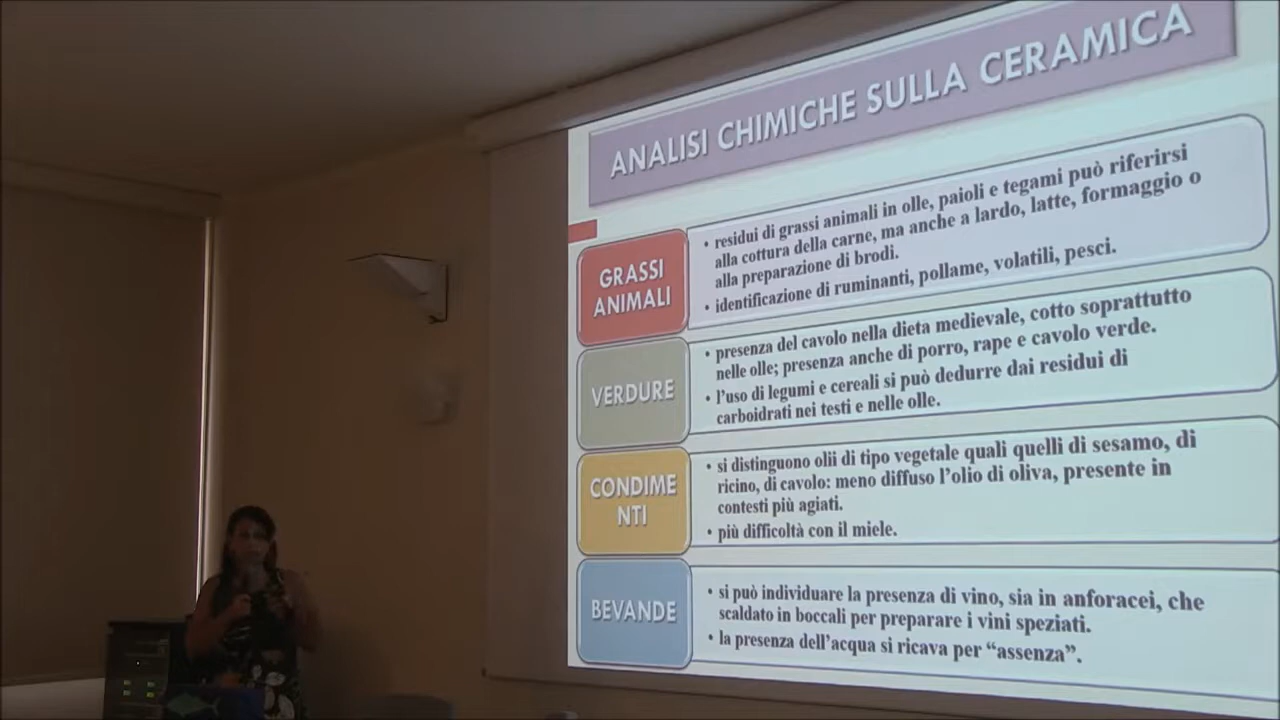 ANALISI CHIMICHE SULLA CERAMICA
GRASSI
ANIMALI
• residui di grassi animali in olle, paioli e tegami può riferirsi
alla cottura della carne, ma anche a lardo, latte, formaggio o
alla preparazione di brodi.
• identificazione di ruminanti, pollame, volatili, pesci.
VERDURE
• presenza del cavolo nella dieta medievale, cotto soprattutto
nelle olle; presenza anche di porro, rape e cavolo verde.
• l’uso di legumi e cereali si può dedurre dai residui di
carboidrati nei testi e nelle olle.
CONDIME
NTI
• si distinguono olii di tipo vegetale quali quelli di sesamo, di
ricino, di cavolo: meno diffuso l’olio di oliva, presente in
contesti più agiati.
• più difficoltà con il miele.
BEVANDE
• si può individuare la presenza di vino, sia in anforacei, che
scaldato in boccali per preparare i vini speziati.
• la presenza dell’acqua si ricava per “assenza”.